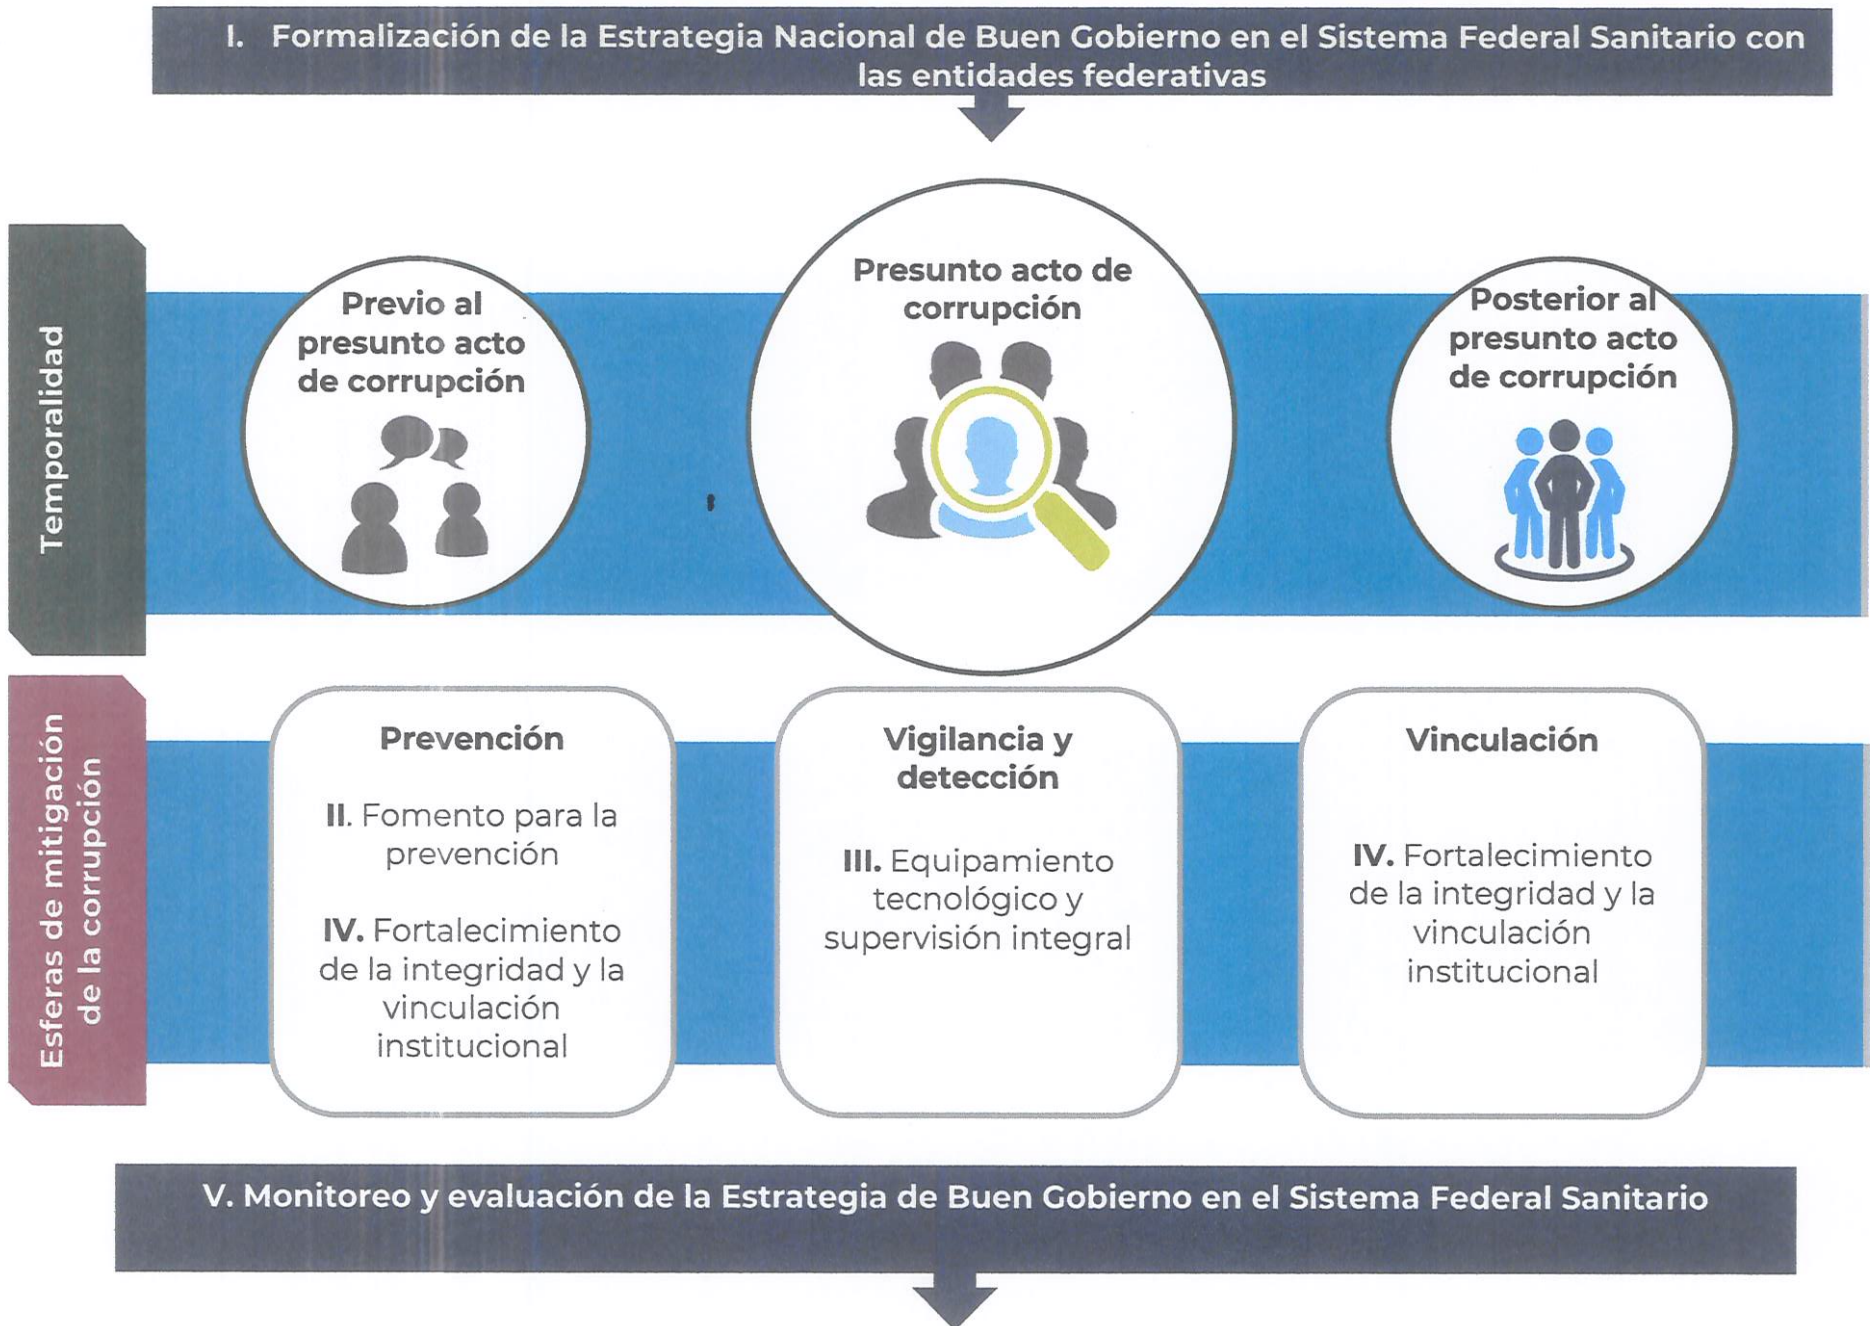 I. Formalización de la Estrategia Nacional de Buen Gobierno en el Sistema Federal Sanitario con
las entidades federativas
Temporalidad
Previo al
presunto acto
de corrupción
Presunto acto de
corrupción
Posterior al
presunto acto
de corrupción
Esferas de mitigación
de la corrupción
Prevención
II. Fomento para la
prevención
IV. Fortalecimiento
de la integridad y la
vinculación
institucional
Vigilancia y
detección
III. Equipamiento
tecnológico y
supervisión integral
Vinculación
IV. Fortalecimiento
de la integridad y la
vinculación
institucional
V. Monitoreo y evaluación de la Estrategia de Buen Gobierno en el Sistema Federal Sanitario